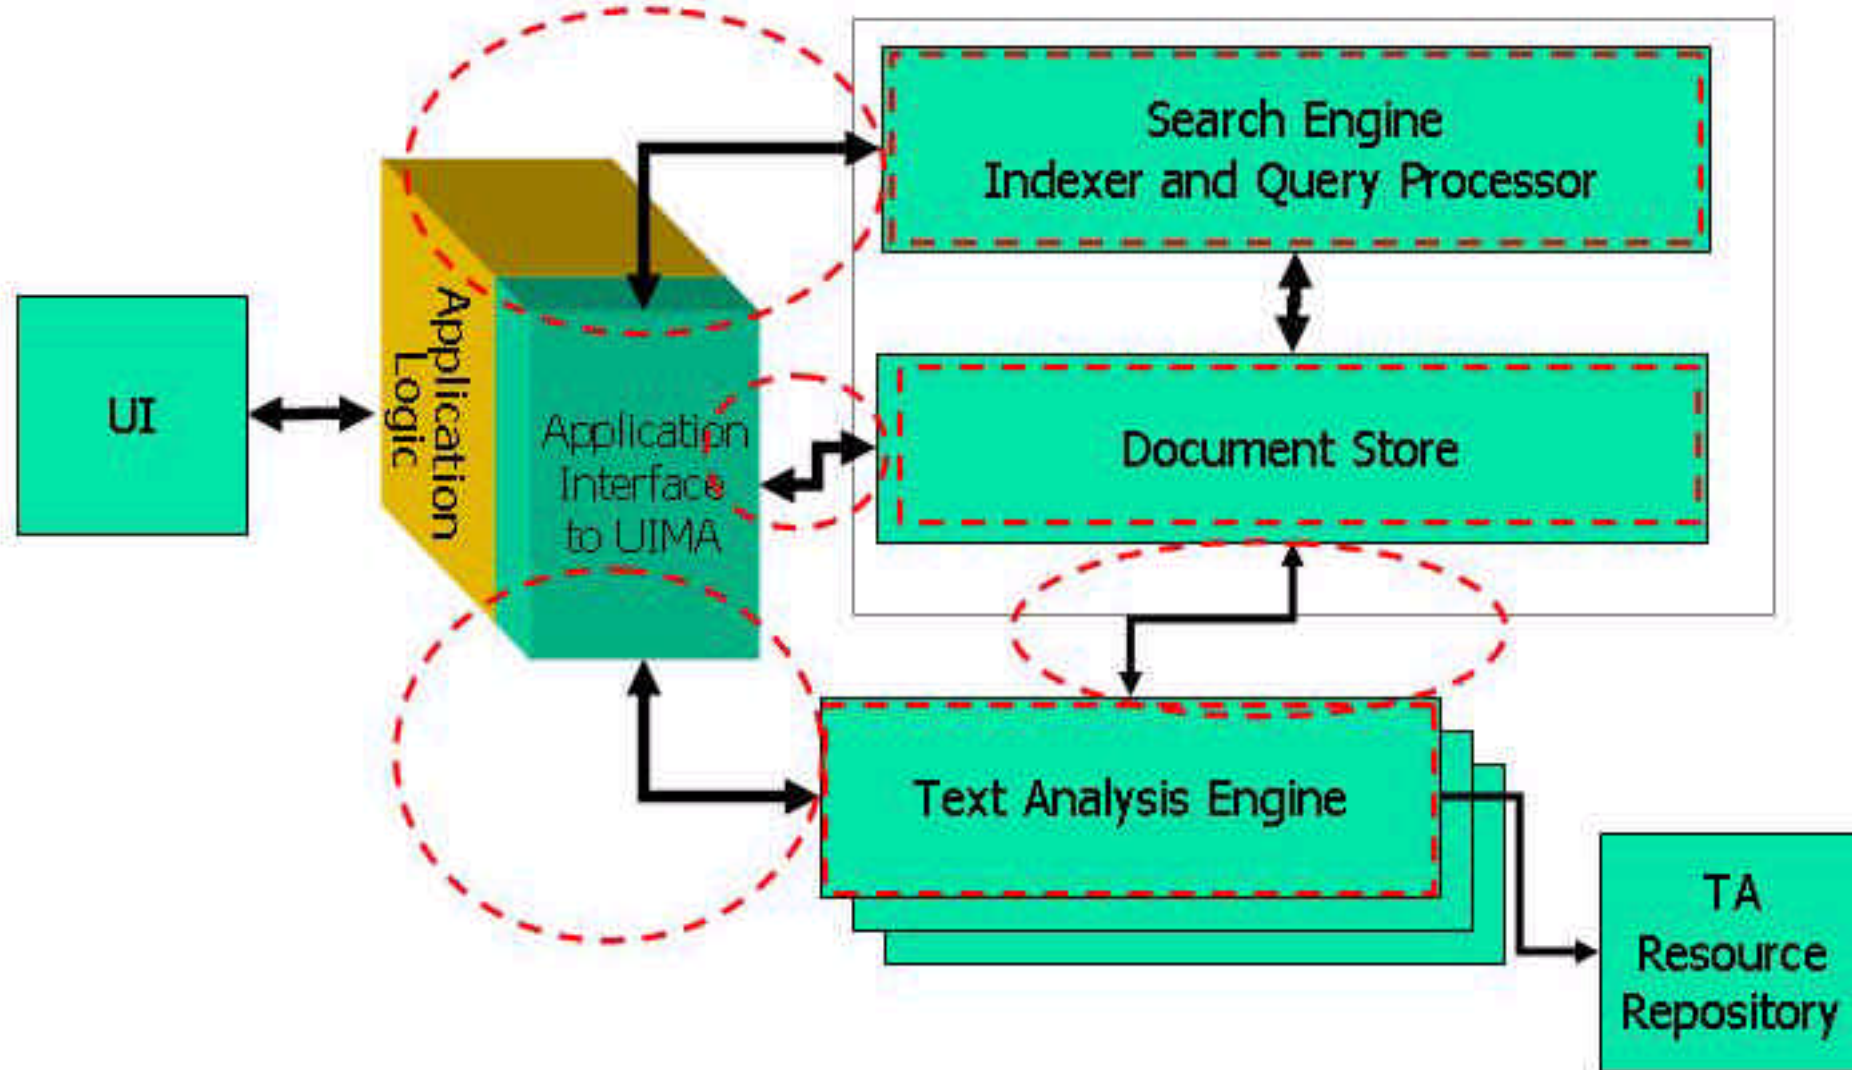 Search Engine
Indexer and Query Processor
UI
Application
Logic
Application
Interface
to UIMA
Document Store
Text Analysis Engine
TA
Resource
Repository